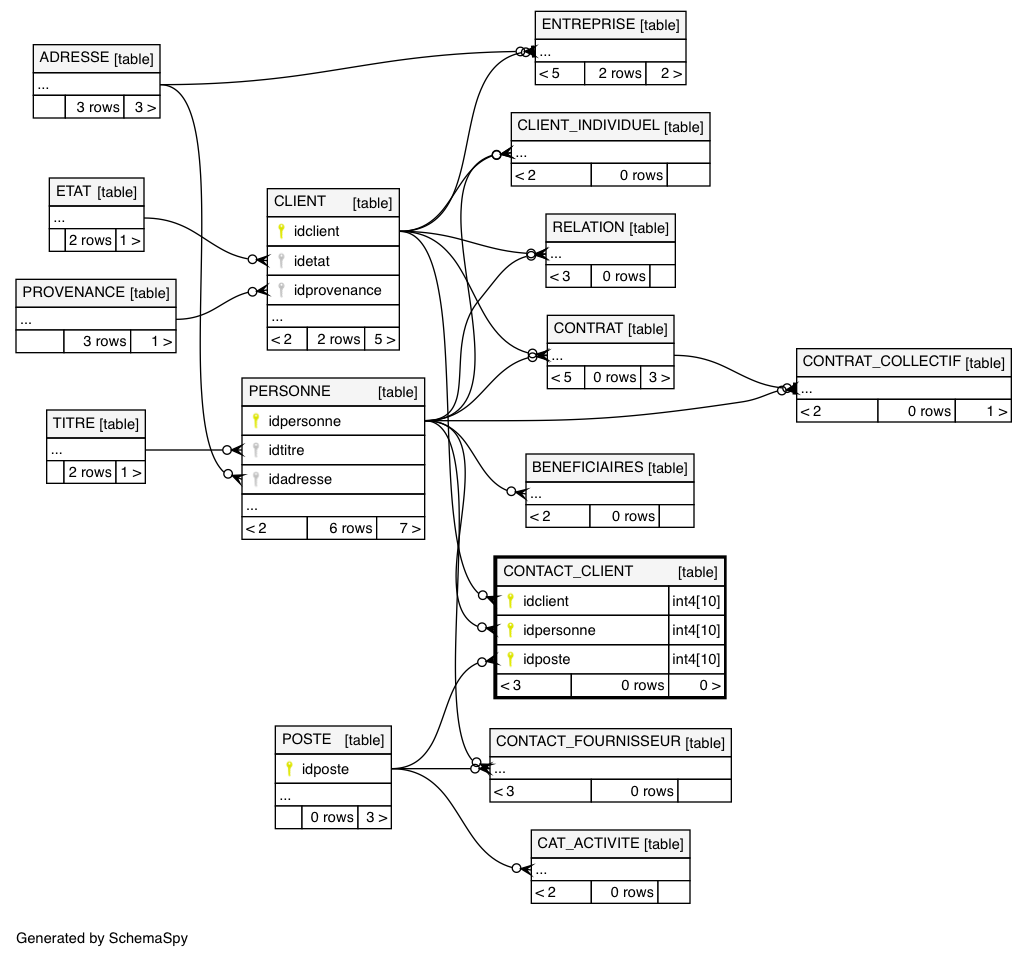 ENTREPRISE [table]
...
< 5 2 rows 2 >
ADRESSE [table]
...
3 rows 3 >
CLIENT_INDIVIDUEL [table]
...
< 2 0 rows
ETAT [table]
...
2 rows 1 >
CLIENT [table]
idclient
idetat
idprovenance
...
< 2 2 rows 5 >
RELATION [table]
...
< 3 0 rows
PROVENANCE [table]
...
3 rows 1 >
CONTRAT [table]
...
< 5 0 rows 3 >
CONTRAT_COLLECTIF [table]
...
< 2 0 rows 1 >
PERSONNE [table]
idpersonne
idtitre
idadresse
...
< 2 6 rows 7 >
TITRE [table]
...
2 rows 1 >
BENEFICIAIRES [table]
...
< 2 0 rows
CONTACT_CLIENT [table]
idclient int4[10]
idpersonne int4[10]
idposte int4[10]
< 3 0 rows 0 >
POSTE [table]
idposte
...
0 rows 3 >
CONTACT_FOURNISSEUR [table]
...
< 3 0 rows
CAT_ACTIVITE [table]
...
< 2 0 rows
Generated by SchemaSpy